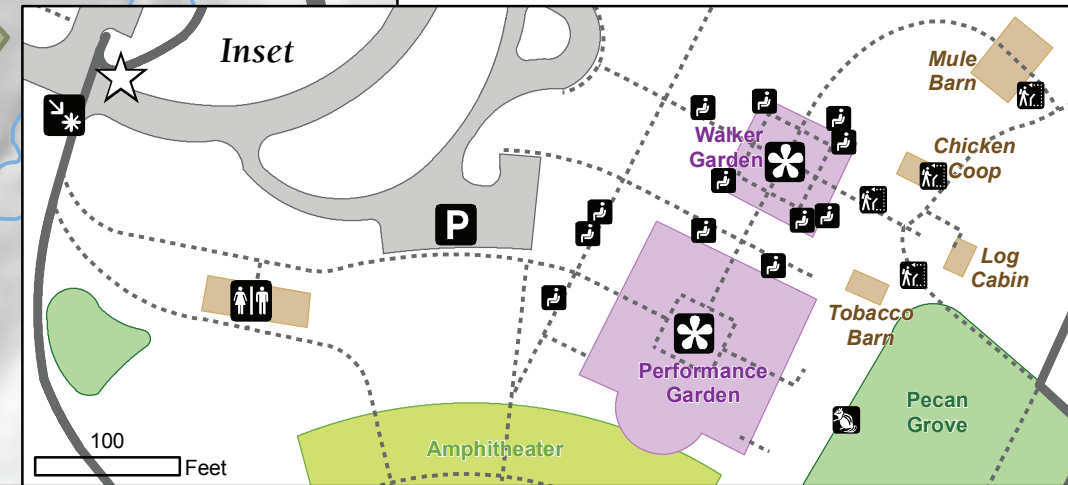 Inset
Mule
Barn
Walker
Garden
Chicken
Coop
P
Log
Cabin
Tobacco
Barn
Performance
Garden
Pecan
Grove
100
Feet
Amphitheater